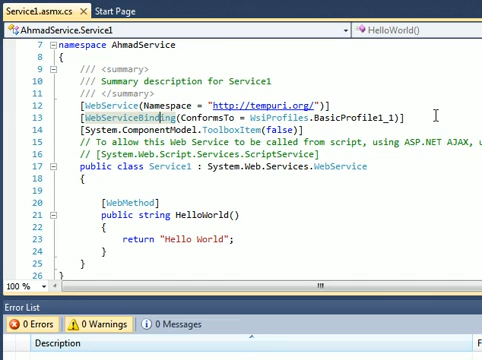 Service1.asmx.cs
Start Page
AhmadService.Service1
HelloWorld()
7 namespace AhmadService
8 {
9 /// <summary>
10 /// Summary description for Service1
11 /// </summary>
12 [WebService(Namespace = "http://tempuri.org/")]
13 [WebServiceBinding(ConformsTo = WsiProfiles.BasicProfile1_1)]
14 [System.ComponentModel.ToolboxItem(false)]
15 // To allow this Web Service to be called from script, using ASP.NET AJAX, u
16 // [System.Web.Script.Services.ScriptService]
17 public class Service1 : System.Web.Services.WebService
18 {
19
20 [WebMethod]
21 public string HelloWorld()
22 {
23 return "Hello World";
24 }
25 }
26 }
100 %
Error List
0 Errors
0 Warnings
0 Messages
Description
F